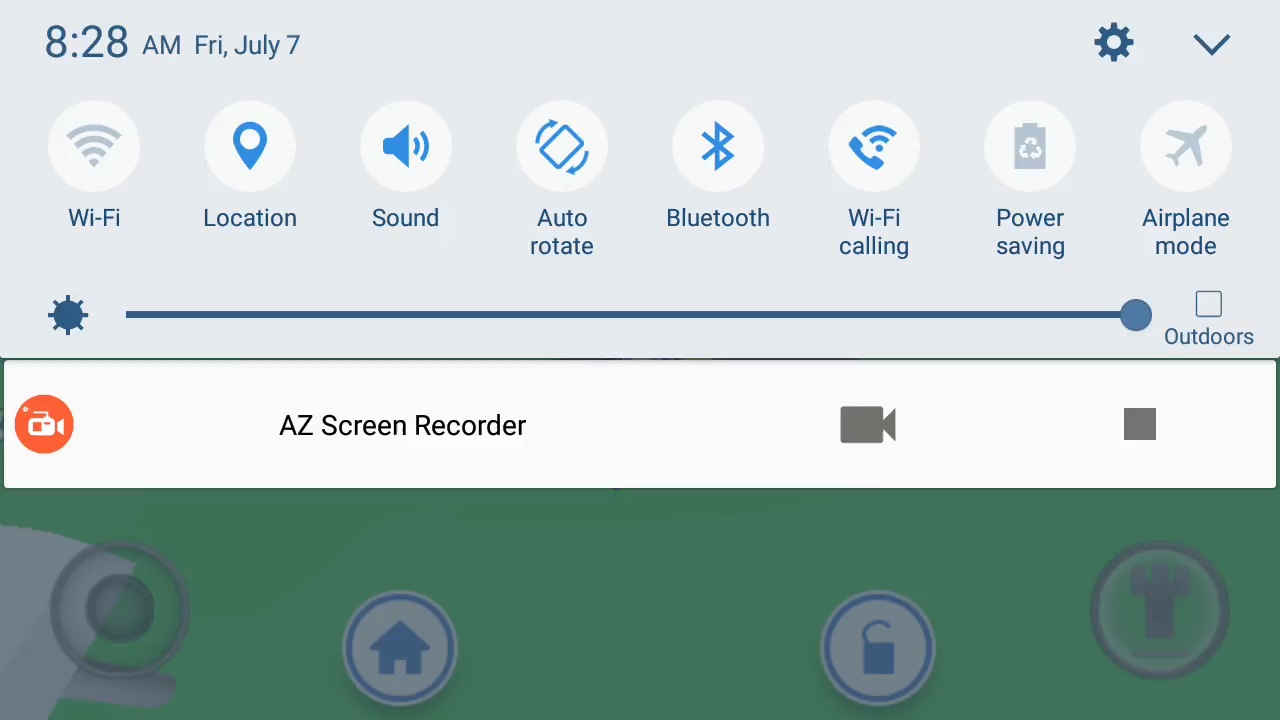 8:28 AM Fri, July 7
Wi-Fi
Location
Sound
Auto
rotate
Bluetooth
Wi-Fi
calling
Power
saving
Airplane
mode
Outdoors
AZ Screen Recorder